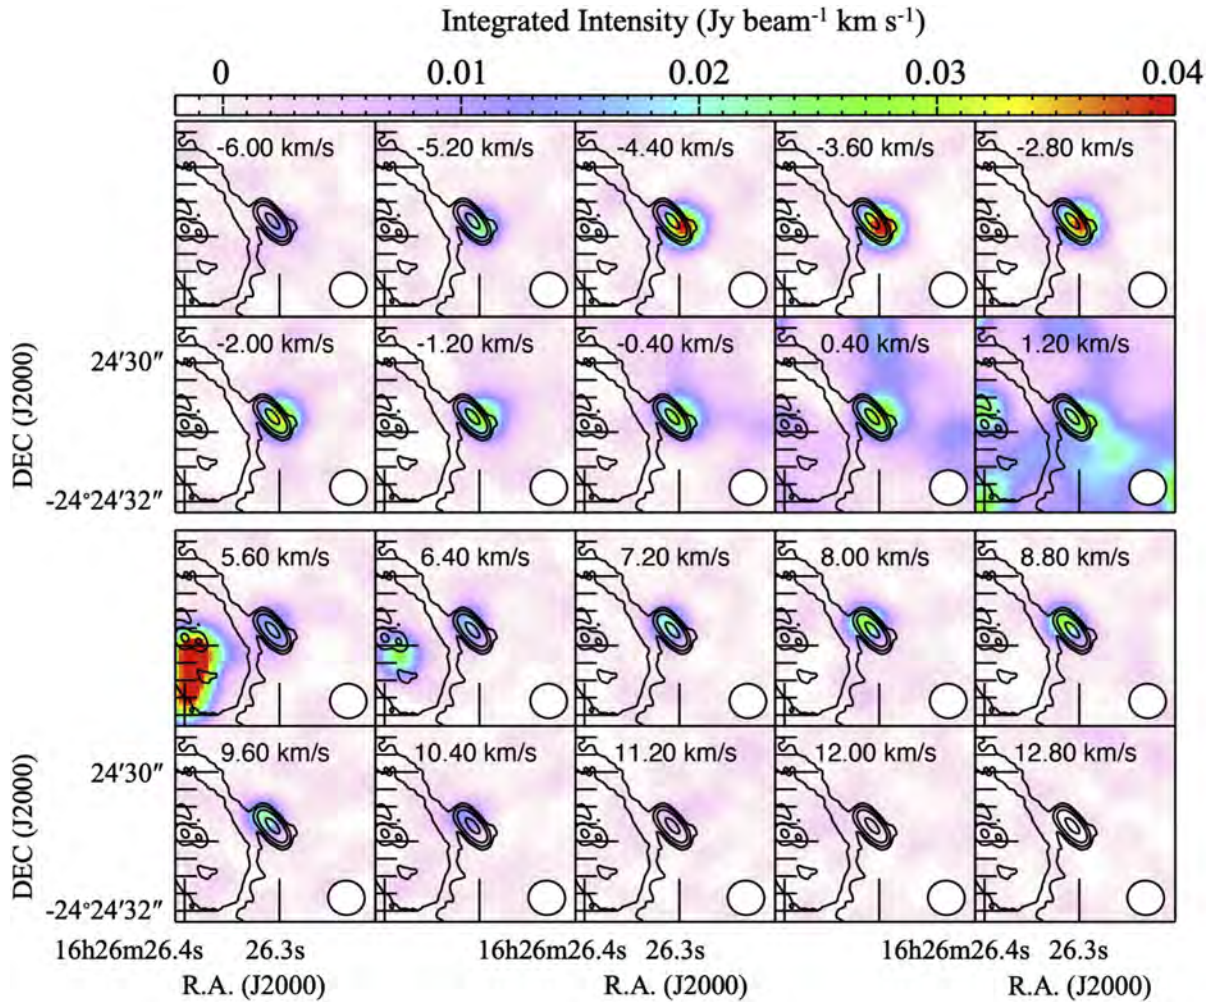 Integrated Intensity (Jy beam⁻¹ km s⁻¹)
0 0.01 0.02 0.03 0.04
-6.00 km/s -5.20 km/s -4.40 km/s -3.60 km/s -2.80 km/s
-2.00 km/s -1.20 km/s -0.40 km/s 0.40 km/s 1.20 km/s
24′30″
-24°24′32″
DEC (J2000)
5.60 km/s 6.40 km/s 7.20 km/s 8.00 km/s 8.80 km/s
9.60 km/s 10.40 km/s 11.20 km/s 12.00 km/s 12.80 km/s
24′30″
-24°24′32″
DEC (J2000)
16h26m26.4s 26.3s 16h26m26.4s 26.3s 16h26m26.4s 26.3s
R.A. (J2000) R.A. (J2000) R.A. (J2000)